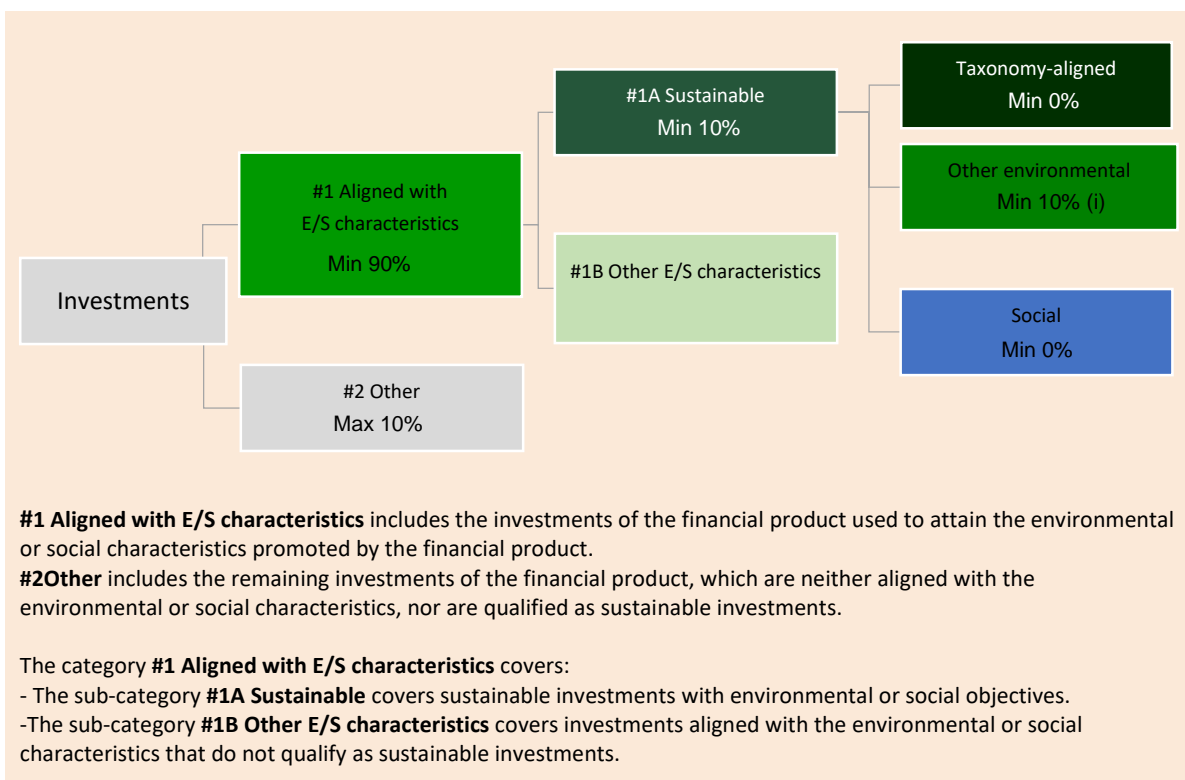 Investments
#1 Aligned with
E/S characteristics
Min 90%
#2 Other
Max 10%
#1A Sustainable
Min 10%
#1B Other E/S characteristics
Taxonomy-aligned
Min 0%
Other environmental
Min 10% (i)
Social
Min 0%
#1 Aligned with E/S characteristics includes the investments of the financial product used to attain the environmental
or social characteristics promoted by the financial product.
#2Other includes the remaining investments of the financial product, which are neither aligned with the
environmental or social characteristics, nor are qualified as sustainable investments.
The category #1 Aligned with E/S characteristics covers:
- The sub-category #1A Sustainable covers sustainable investments with environmental or social objectives.
-The sub-category #1B Other E/S characteristics covers investments aligned with the environmental or social
characteristics that do not qualify as sustainable investments.